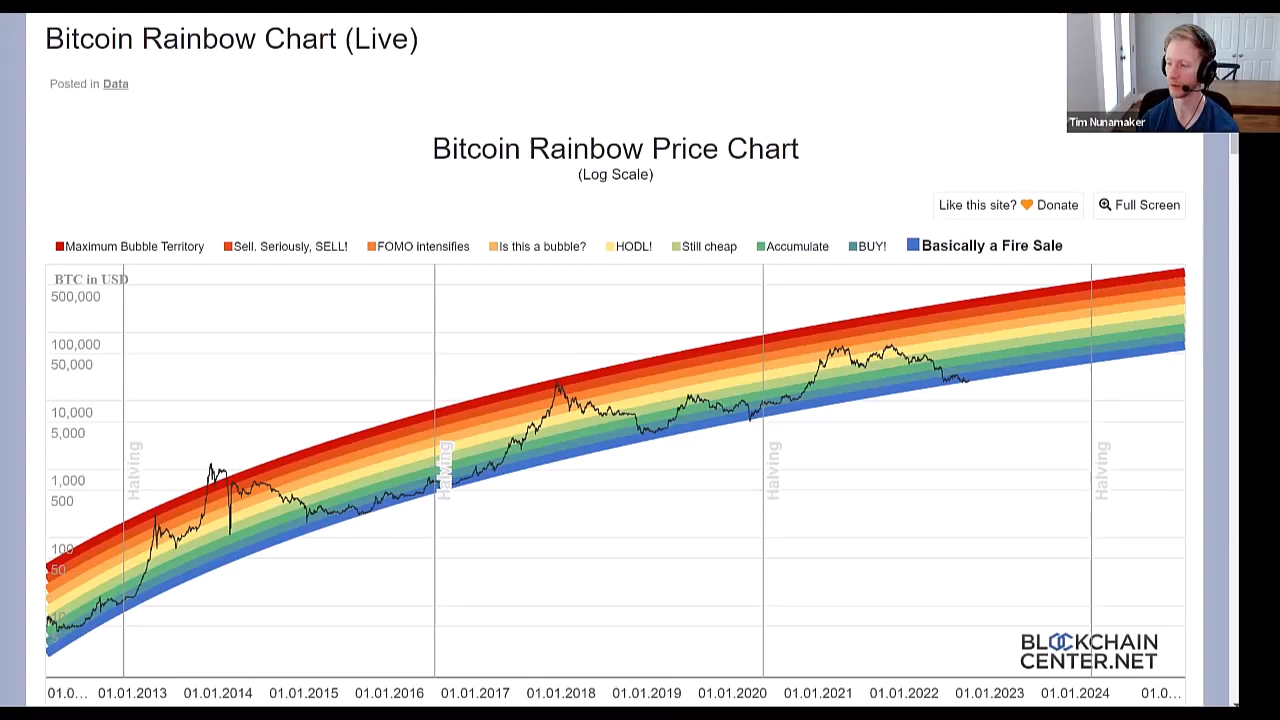 Bitcoin Rainbow Chart (Live)
Posted in Data
Tim Nunamaker
Bitcoin Rainbow Price Chart
(Log Scale)
Like this site? 🧡 Donate
Full Screen
Maximum Bubble Territory Sell. Seriously, SELL! FOMO intensifies Is this a bubble? HODL! Still cheap Accumulate BUY! Basically a Fire Sale
BTC in USD
500,000
100,000
50,000
10,000
5,000
1,000
500
100
50
10
Halving
Halving
Halving
Halving
BLOCKCHAIN
CENTER.NET
01.0... 01.01.2013 01.01.2014 01.01.2015 01.01.2016 01.01.2017 01.01.2018 01.01.2019 01.01.2020 01.01.2021 01.01.2022 01.01.2023 01.01.2024 01.0...